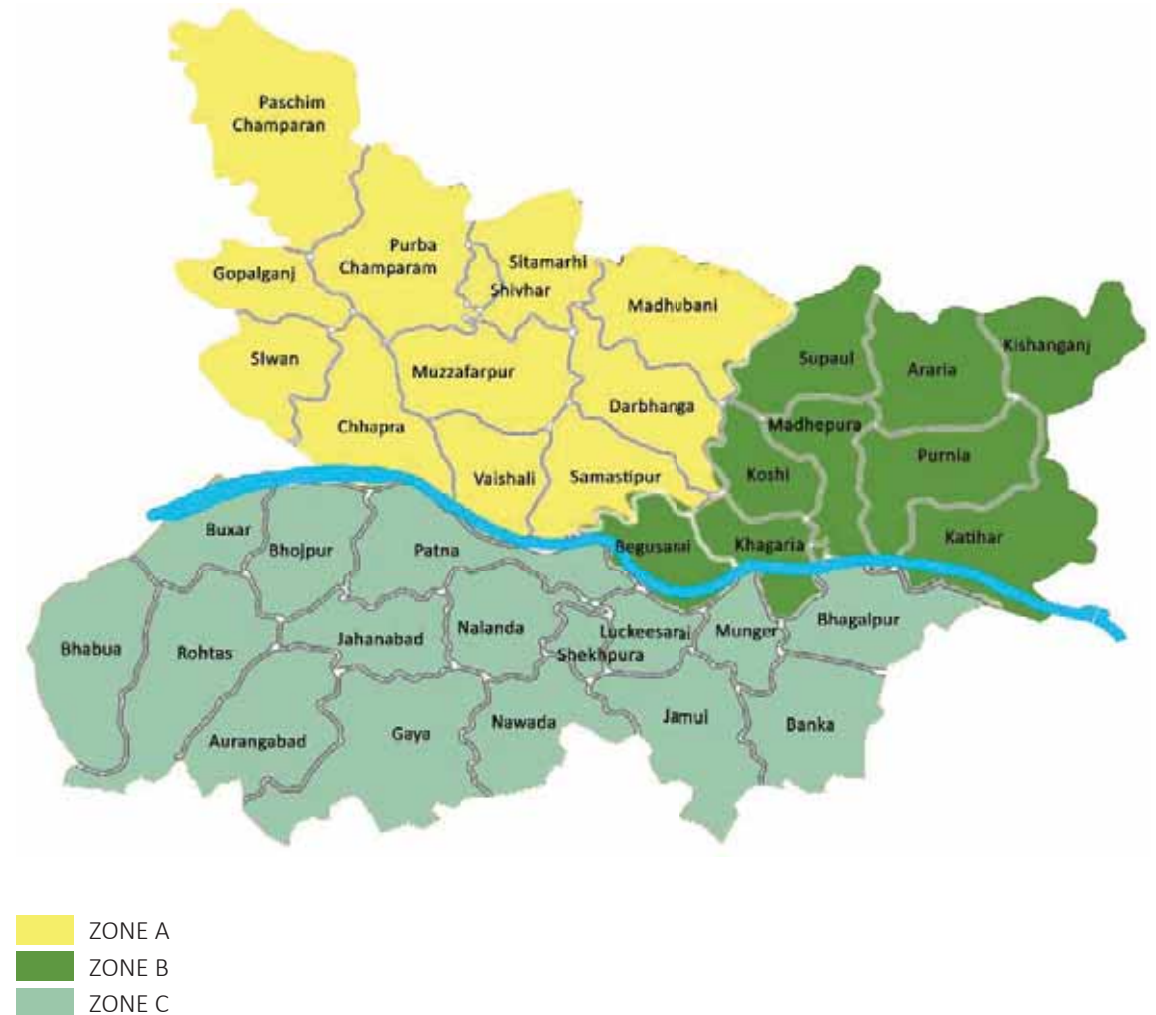 Paschim
Champaran
Purba
Champaram
Gopalganj
Sitamarhi
Shivhar
Madhubani
SIwan
Muzzafarpur
Supaul
Araria
Kishanganj
Chhapra
Darbhanga
Madhepura
Purnia
Vaishali
Samastipur
Koshi
Buxar
Bhojpur
Patna
Begusarai
Khagaria
Katihar
Bhabua
Rohtas
Jahanabad
Nalanda
Luckeesarai
Shekhpura
Munger
Bhagalpur
Aurangabad
Gaya
Nawada
Jamui
Banka
ZONE A
ZONE B
ZONE C